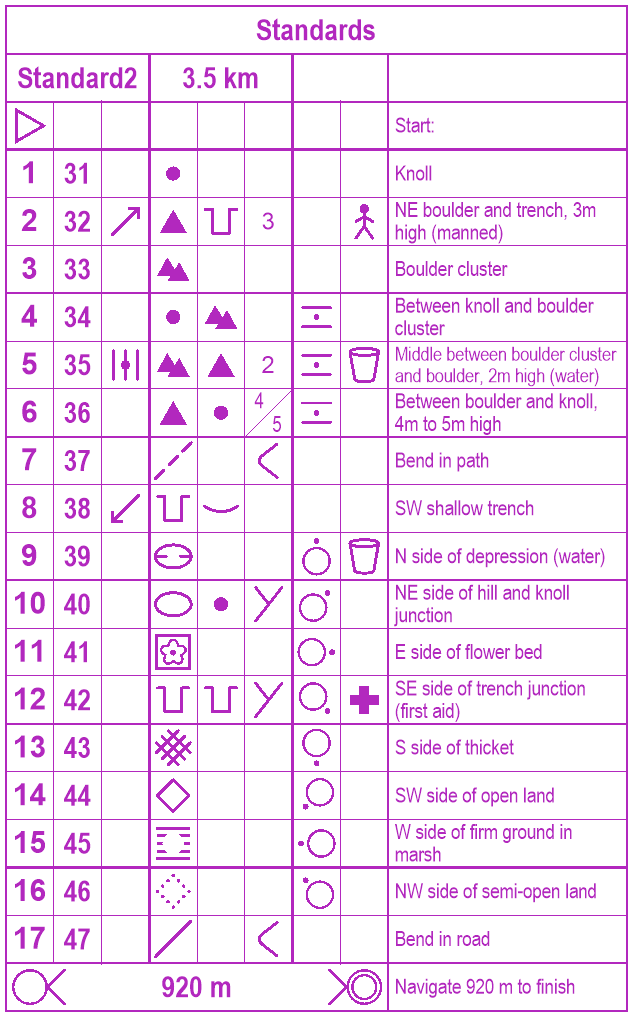 Standards
Standard2 3.5 km
Start:
1 31 Knoll
2 32 3 NE boulder and trench, 3m
high (manned)
3 33 Boulder cluster
4 34 Between knoll and boulder
cluster
5 35 2 Middle between boulder cluster
and boulder, 2m high (water)
6 36 4 5 Between boulder and knoll,
4m to 5m high
7 37 Bend in path
8 38 SW shallow trench
9 39 N side of depression (water)
10 40 NE side of hill and knoll
junction
11 41 E side of flower bed
12 42 SE side of trench junction
(first aid)
13 43 S side of thicket
14 44 SW side of open land
15 45 W side of firm ground in
marsh
16 46 NW side of semi-open land
17 47 Bend in road
920 m Navigate 920 m to finish